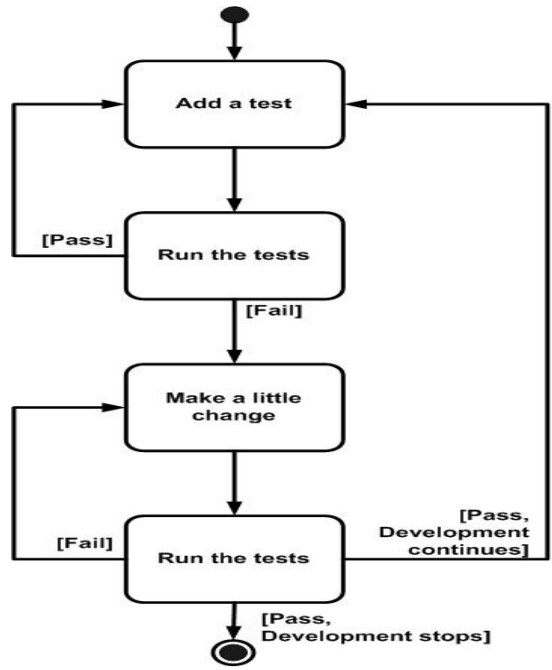 Add a test
[Pass]
Run the tests
[Fail]
Make a little
change
[Fail]
Run the tests
[Pass,
Development
continues]
[Pass,
Development stops]